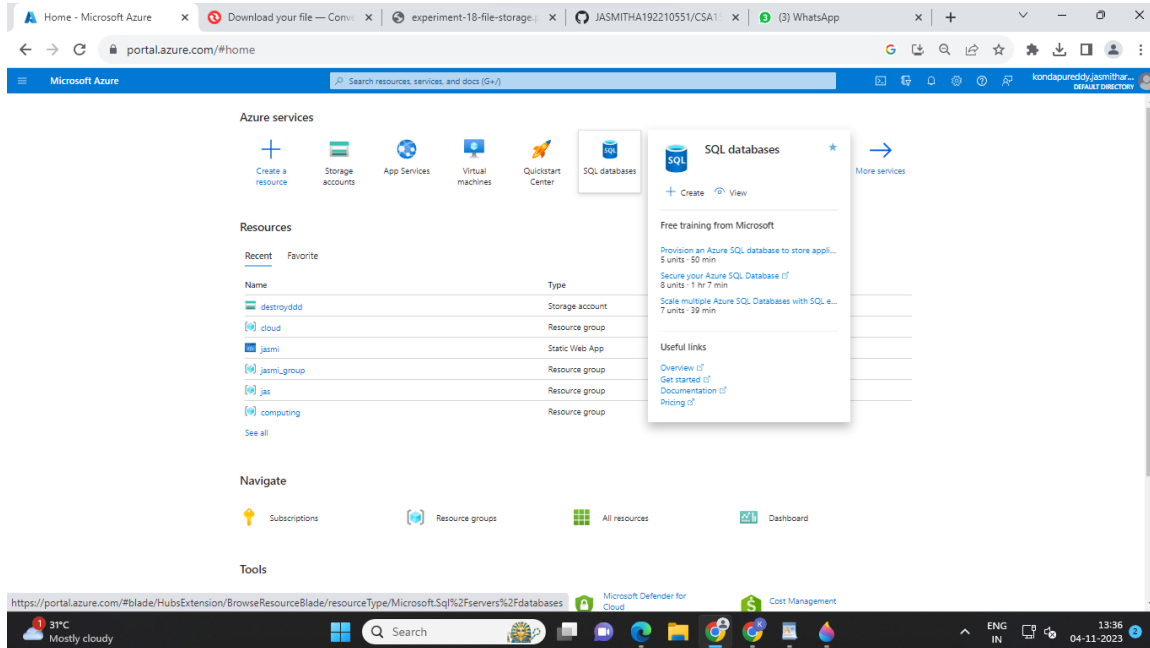 Home - Microsoft Azure
Download your file — Conv
experiment-18-file-storage.p
JASMITHA192210551/CSA1
(3) WhatsApp
portal.azure.com/#home
Microsoft Azure
Search resources, services, and docs (G+/)
kondapureddy.jasmithar...
DEFAULT DIRECTORY
Azure services
Create a resource
Storage accounts
App Services
Virtual machines
Quickstart Center
SQL databases
More services
SQL
SQL databases
+ Create
View
Free training from Microsoft
Provision an Azure SQL database to store appli...
5 units · 50 min
Secure your Azure SQL Database
8 units · 1 hr 7 min
Scale multiple Azure SQL Databases with SQL e...
7 units · 39 min
Useful links
Overview
Get started
Documentation
Pricing
Resources
Recent Favorite
Name Type
destroyddd Storage account
cloud Resource group
jasmi Static Web App
jasmi_group Resource group
jas Resource group
computing Resource group
See all
Navigate
Subscriptions
Resource groups
All resources
Dashboard
Tools
https://portal.azure.com/#blade/HubsExtension/BrowseResourceBlade/resourceType/Microsoft.Sql%2Fservers%2Fdatabases
Microsoft Defender for Cloud
Cost Management
1
31°C
Mostly cloudy
Search
ENG
IN
13:36
04-11-2023
2